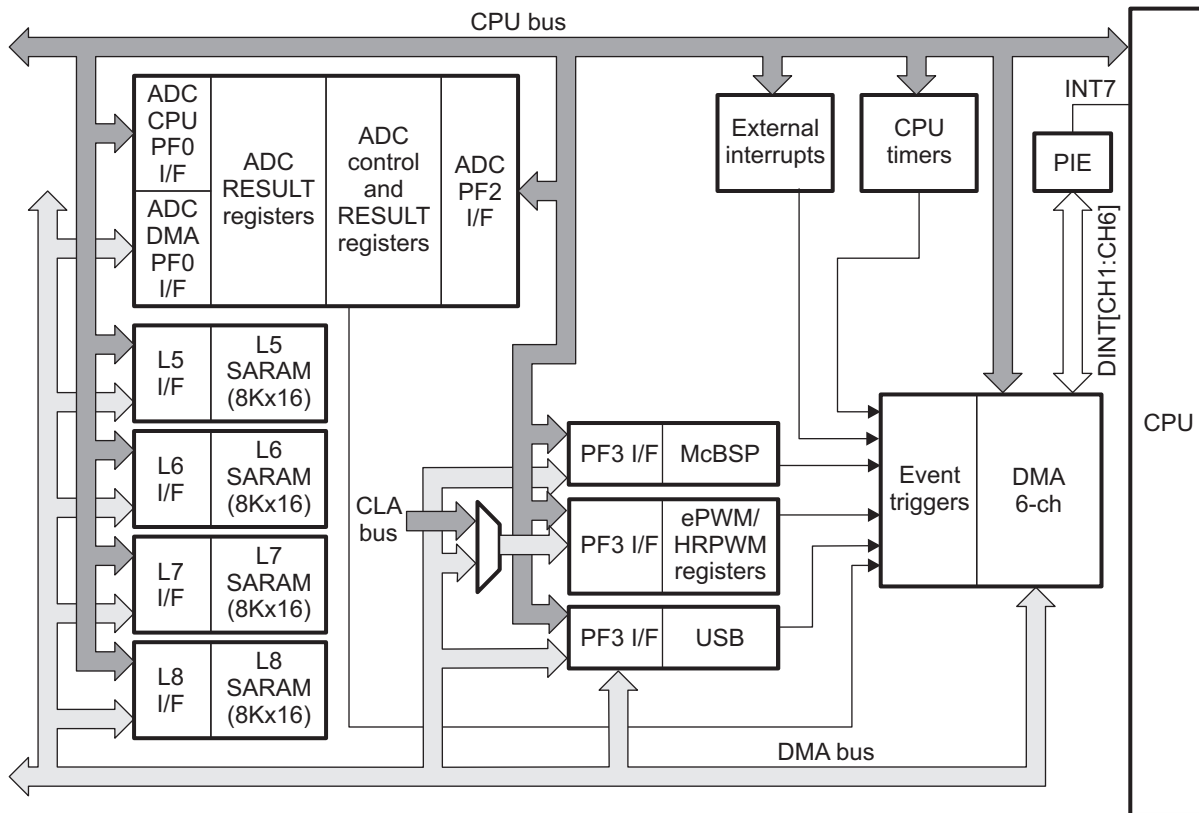 CPU bus
ADC
CPU
PF0
I/F
ADC
DMA
PF0
I/F
ADC
RESULT
registers
ADC
control
and
RESULT
registers
ADC
PF2
I/F
External
interrupts
CPU
timers
INT7
PIE
DINT[CH1:CH6]
CPU
L5
I/F
L5
SARAM
(8Kx16)
L6
I/F
L6
SARAM
(8Kx16)
L7
I/F
L7
SARAM
(8Kx16)
L8
I/F
L8
SARAM
(8Kx16)
CLA
bus
PF3 I/F
McBSP
PF3 I/F
ePWM/
HRPWM
registers
PF3 I/F
USB
Event
triggers
DMA
6-ch
DMA bus